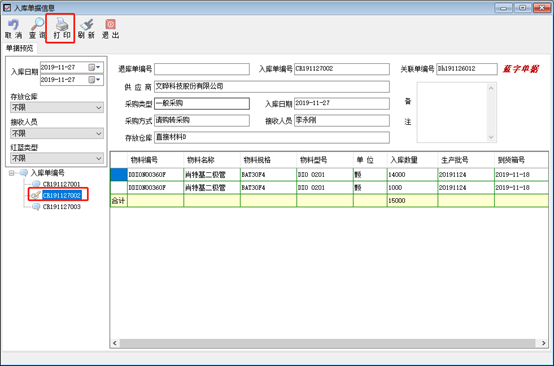 入库单据信息
取 消 查 询 打 印 刷 新 退 出
单据预览
入库日期 2019-11-27
2019-11-27
存放仓库
不限
接收人员
不限
红蓝类型
不限
入库单编号
CR191127001
CR191127002
CR191127003
退库单编号 入库单编号 CR191127002 关联单编号 Dh191126012 蓝字单据
供 应 商 文晔科技股份有限公司
采购类型 一般采购 入库日期 2019-11-27 备
采购方式 请购转采购 接收人员 李永刚 注
存放仓库 直接材料D
物料编号 物料名称 物料规格 物料型号 单 位 入库数量 生产批号 到货箱号
DDION00360F 肖特基二极管 BAT30F4 DIO 0201 颗 14000 20191124 2019-11-18
DDION00360F 肖特基二极管 BAT30F4 DIO 0201 颗 1000 20191124 2019-11-18
合计 15000